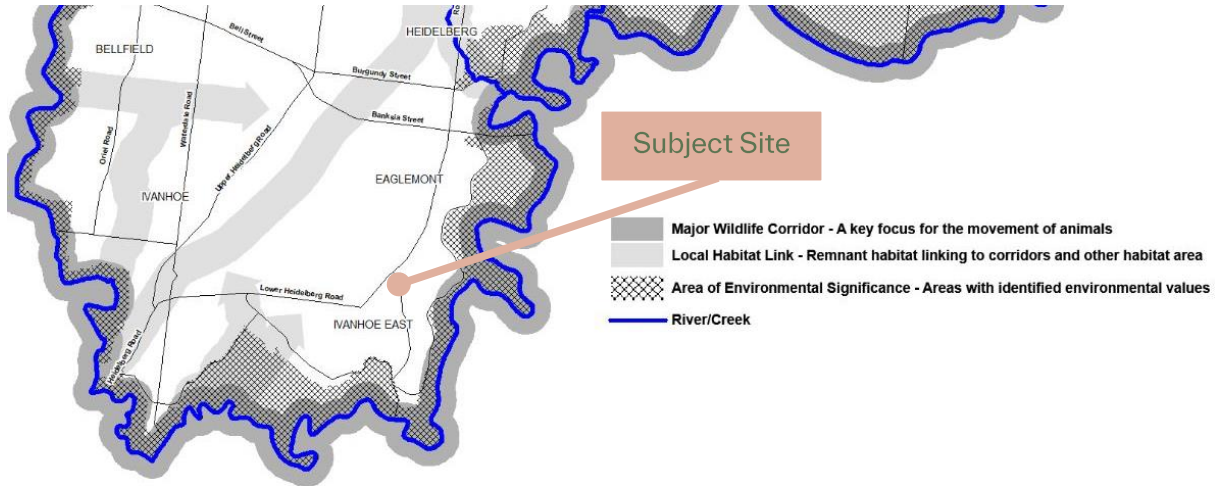 HEIDELBERG
Bell Street
BELLFIELD
Burgundy Street
Banksia Street
Waterdale Road
Oriel Road
Upper Heidelberg Road
Subject Site
EAGLEMONT
IVANHOE
Major Wildlife Corridor - A key focus for the movement of animals
Local Habitat Link - Remnant habitat linking to corridors and other habitat area
Area of Environmental Significance - Areas with identified environmental values
River/Creek
Lower Heidelberg Road
IVANHOE EAST
Heidelberg Road